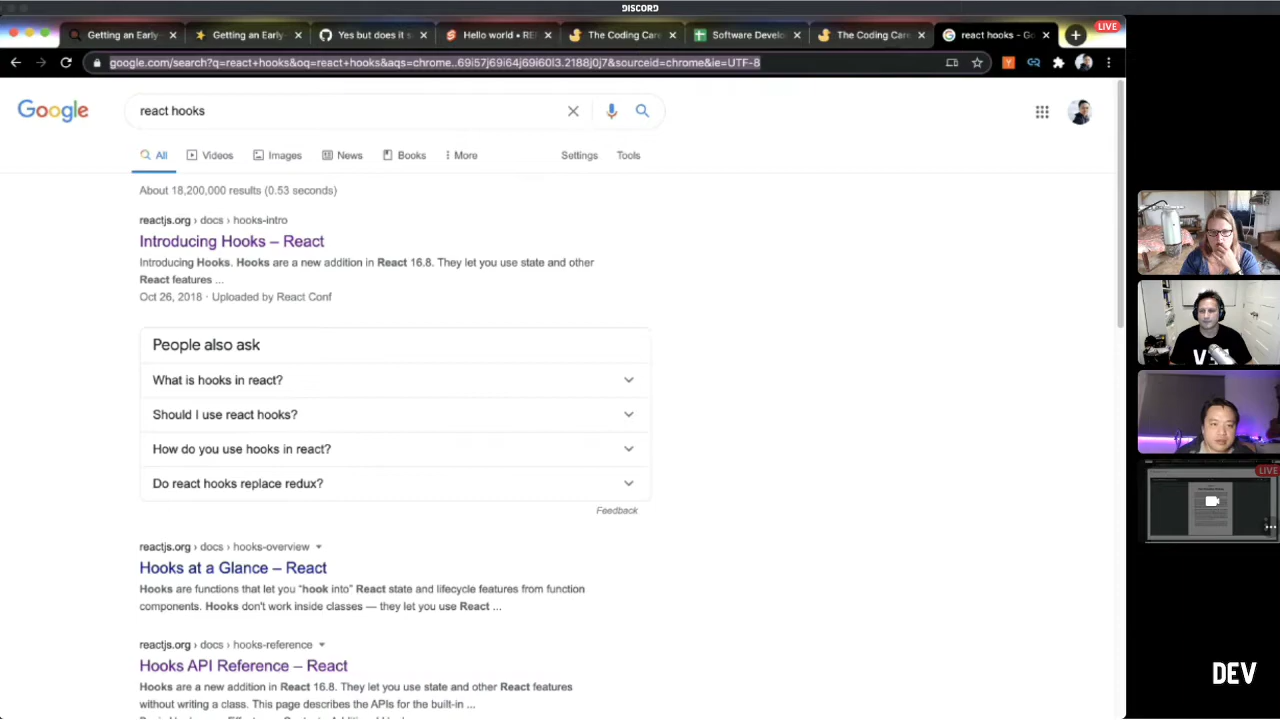 DISCORD
Getting an Early
Getting an Early-
Yes but does it s
Hello world • RE
The Coding Care
Software Develo
The Coding Care
react hooks - Go
LIVE
google.com/search?q=react+hooks&oq=react+hooks&aqs=chrome..69i57j69i64j69i60l3.2188j0j7&sourceid=chrome&ie=UTF-8
Google
react hooks
All Videos Images News Books More Settings Tools
About 18,200,000 results (0.53 seconds)
reactjs.org › docs › hooks-intro
Introducing Hooks – React
Introducing Hooks. Hooks are a new addition in React 16.8. They let you use state and other
React features ...
Oct 26, 2018 · Uploaded by React Conf
People also ask
What is hooks in react?
Should I use react hooks?
How do you use hooks in react?
Do react hooks replace redux?
Feedback
reactjs.org › docs › hooks-overview
Hooks at a Glance – React
Hooks are functions that let you “hook into” React state and lifecycle features from function
components. Hooks don't work inside classes — they let you use React ...
reactjs.org › docs › hooks-reference
Hooks API Reference – React
Hooks are a new addition in React 16.8. They let you use state and other React features
without writing a class. This page describes the APIs for the built-in ...
LIVE
DEV